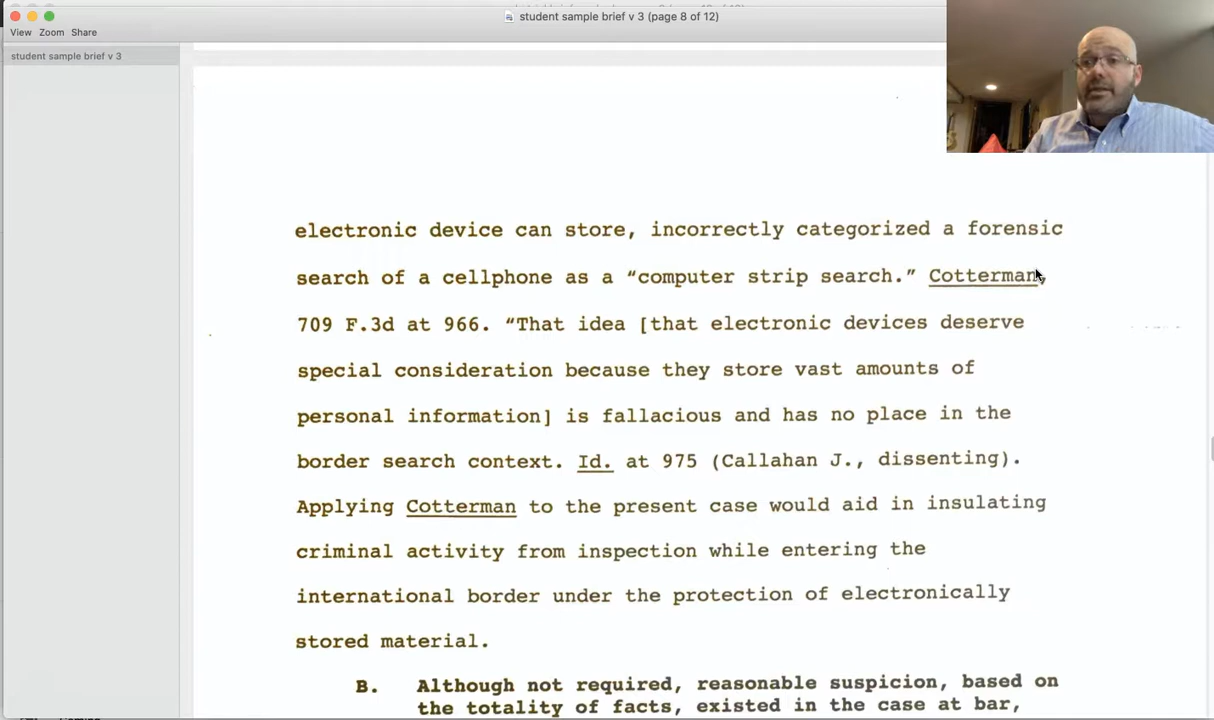 student sample brief v 3 (page 8 of 12)
View Zoom Share
student sample brief v 3
electronic device can store, incorrectly categorized a forensic
search of a cellphone as a “computer strip search.” Cotterman,
709 F.3d at 966. “That idea [that electronic devices deserve
special consideration because they store vast amounts of
personal information] is fallacious and has no place in the
border search context. Id. at 975 (Callahan J., dissenting).
Applying Cotterman to the present case would aid in insulating
criminal activity from inspection while entering the
international border under the protection of electronically
stored material.
B. Although not required, reasonable suspicion, based on
the totality of facts, existed in the case at bar,